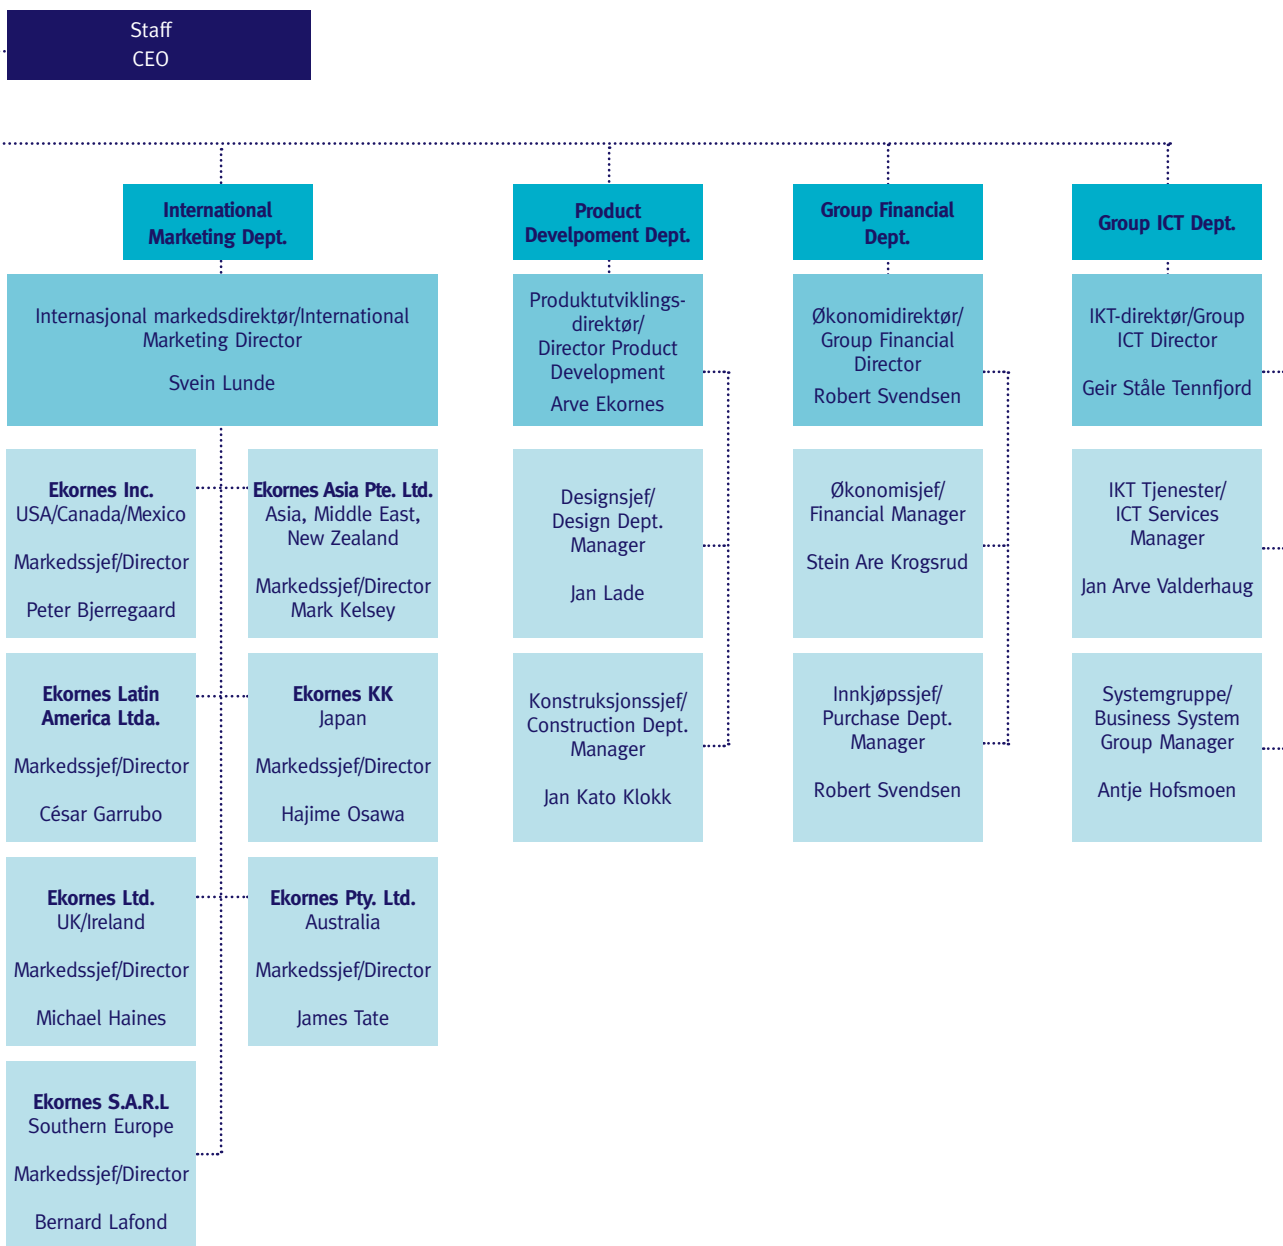 Staff
CEO
International
Marketing Dept.
Internasjonal markedsdirektør/International
Marketing Director
Svein Lunde
Ekornes Inc.
USA/Canada/Mexico
Markedssjef/Director
Peter Bjerregaard
Ekornes Asia Pte. Ltd.
Asia, Middle East,
New Zealand
Markedssjef/Director
Mark Kelsey
Ekornes Latin
America Ltda.
Markedssjef/Director
César Garrubo
Ekornes KK
Japan
Markedssjef/Director
Hajime Osawa
Ekornes Ltd.
UK/Ireland
Markedssjef/Director
Michael Haines
Ekornes Pty. Ltd.
Australia
Markedssjef/Director
James Tate
Ekornes S.A.R.L
Southern Europe
Markedssjef/Director
Bernard Lafond
Product
Develpoment Dept.
Produktutviklings-
direktør/
Director Product
Development
Arve Ekornes
Designsjef/
Design Dept.
Manager
Jan Lade
Konstruksjonssjef/
Construction Dept.
Manager
Jan Kato Klokk
Group Financial
Dept.
Økonomidirektør/
Group Financial
Director
Robert Svendsen
Økonomisjef/
Financial Manager
Stein Are Krogsrud
Innkjøpssjef/
Purchase Dept.
Manager
Robert Svendsen
Group ICT Dept.
IKT-direktør/Group
ICT Director
Geir Ståle Tennfjord
IKT Tjenester/
ICT Services
Manager
Jan Arve Valderhaug
Systemgruppe/
Business System
Group Manager
Antje Hofsmoen